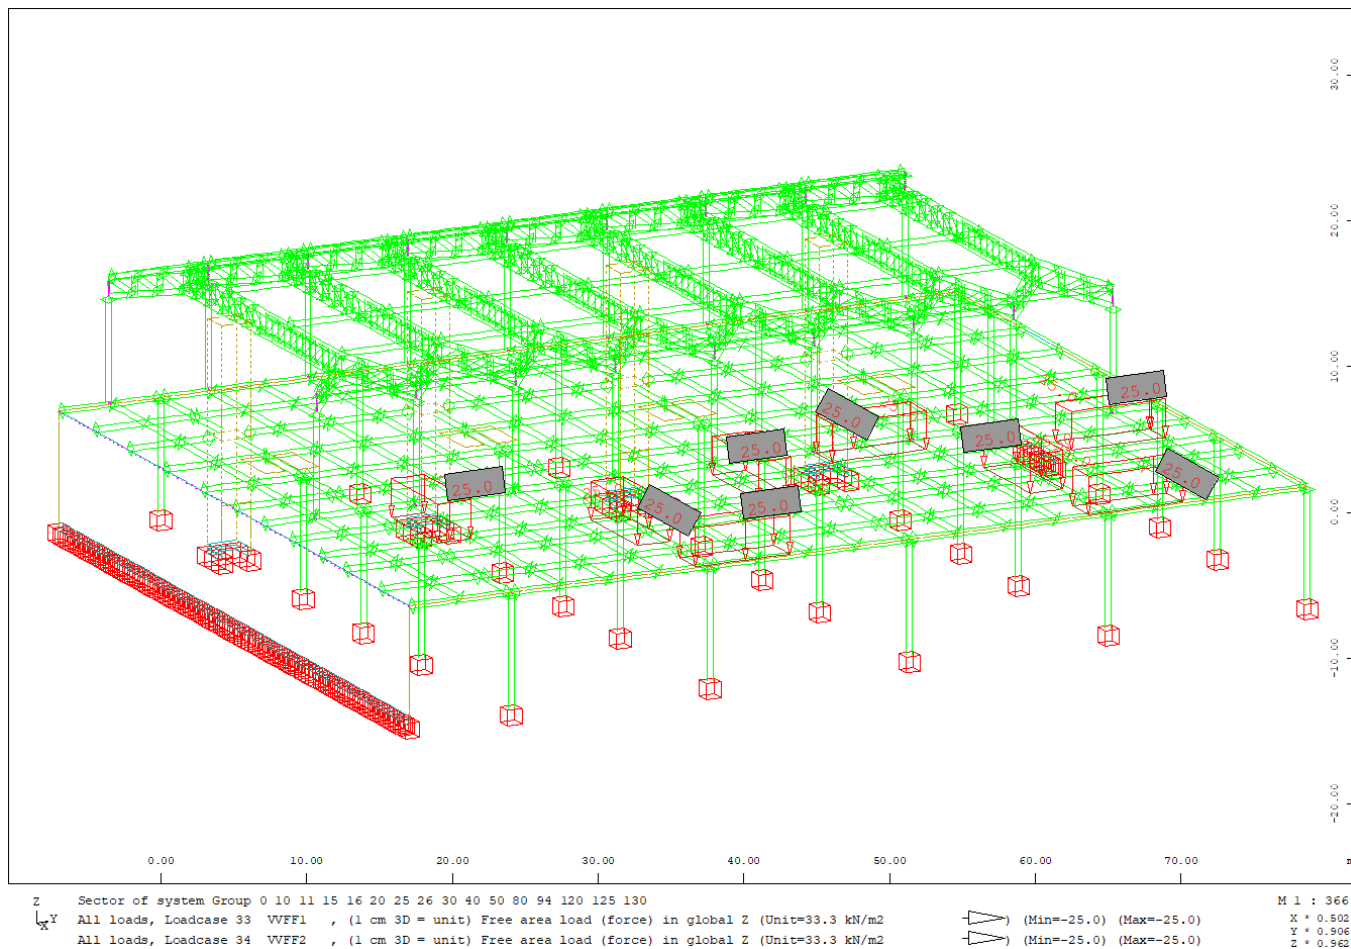 30.00
20.00
10.00
0.00
-10.00
-20.00
25.0
25.0
25.0
25.0
25.0
25.0
25.0
25.0
0.00
10.00
20.00
30.00
40.00
50.00
60.00
70.00
Z
Y
X
Sector of system Group 0 10 11 15 16 20 25 26 30 40 50 80 94 120 125 130
All loads, Loadcase 33 VVFF1 , (1 cm 3D = unit) Free area load (force) in global Z (Unit=33.3 kN/m2 ) (Min=-25.0) (Max=-25.0)
All loads, Loadcase 34 VVFF2 , (1 cm 3D = unit) Free area load (force) in global Z (Unit=33.3 kN/m2 ) (Min=-25.0) (Max=-25.0)
M 1 : 366
X * 0.502
Y * 0.906
Z * 0.962